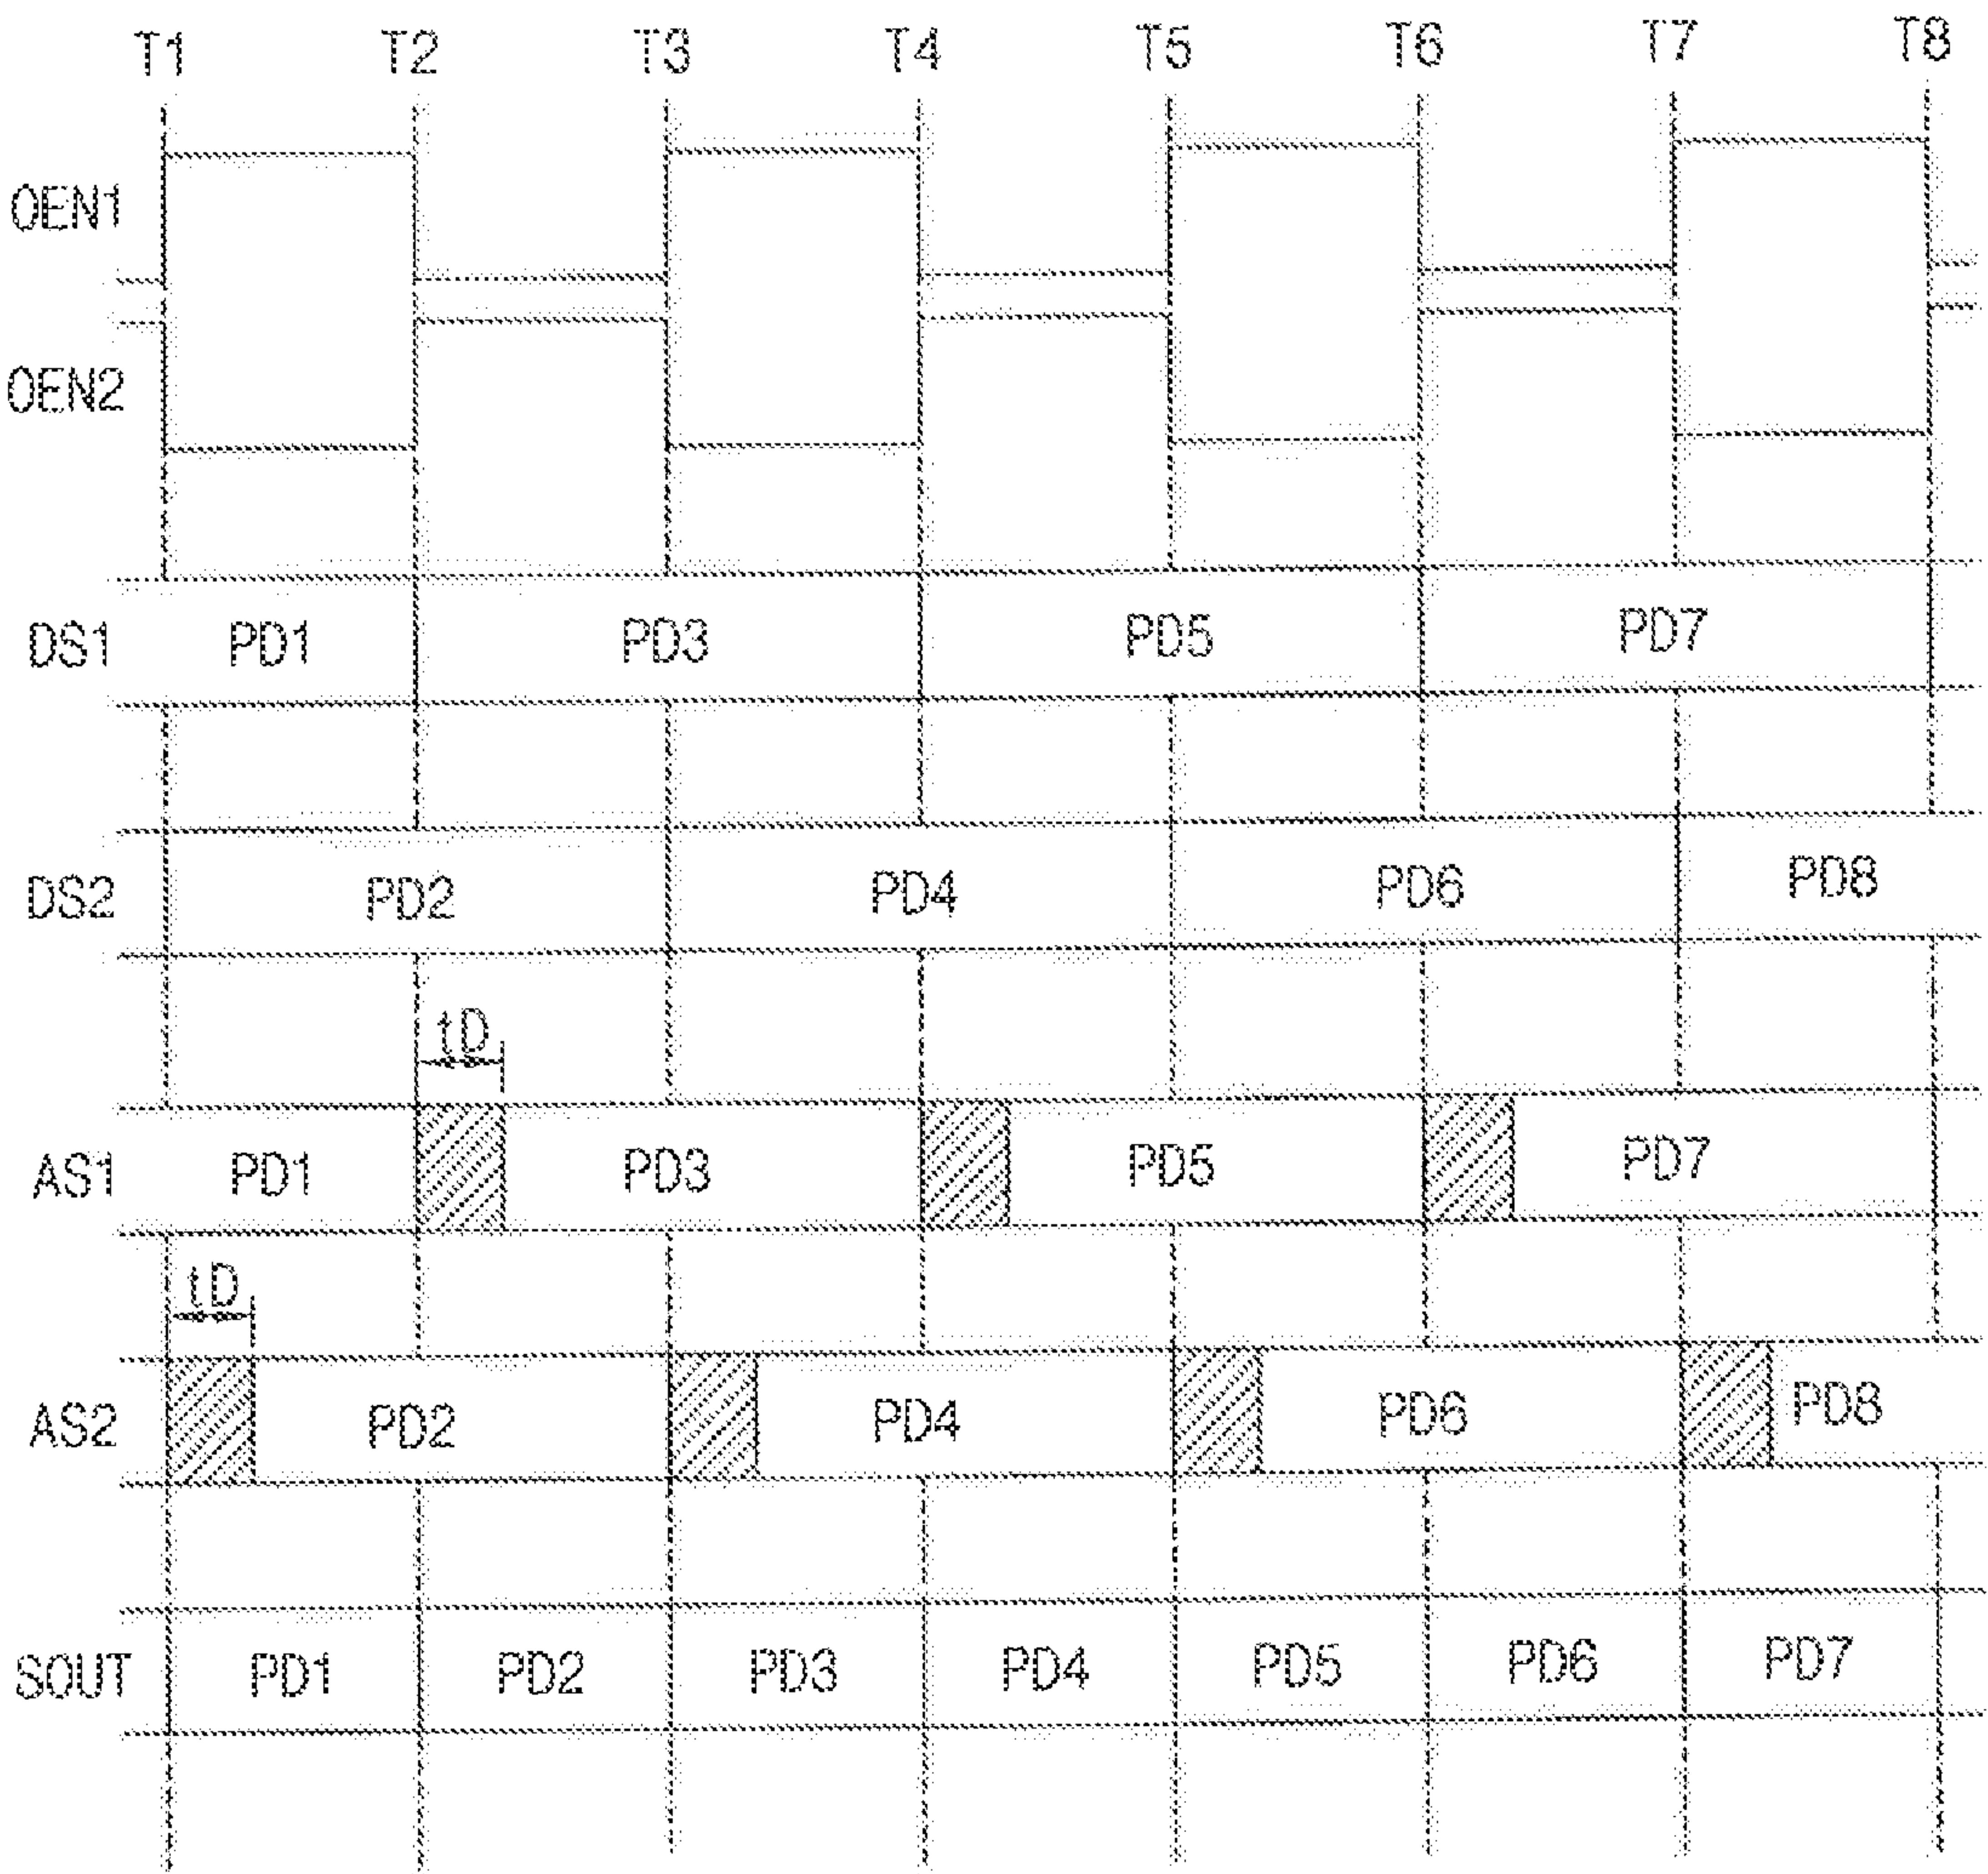 T1 T2 T3 T4 T5 T6 T7 T8
OEN1
OEN2
DS1 PD1 PD3 PD5 PD7
DS2 PD2 PD4 PD6 PD8
tD
AS1 PD1 PD3 PD5 PD7
tD
AS2 PD2 PD4 PD6 PD8
SOUT PD1 PD2 PD3 PD4 PD5 PD6 PD7